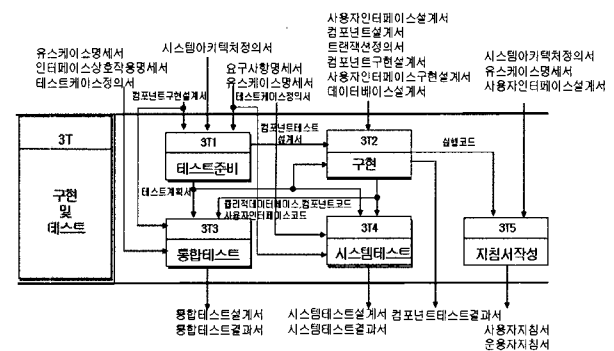 사용자인터페이스설계서
컴포넌트설계서
트랜잭션정의서
컴포넌트구현설계서
사용자인터페이스구현설계서
데이터베이스설계서
시스템아키텍처정의서
유스케이스명세서
인터페이스상호작용명세서
테스트케이스정의서
요구사항명세서
유스케이스명세서
테스트케이스정의서
시스템아키텍처정의서
유스케이스명세서
사용자인터페이스설계서
컴포넌트구현설계서
3T
구현
및
테스트
3T1
테스트준비
컴포넌트테스트
설계서
3T2
구현
실행코드
테스트계획서
물리적데이터베이스,컴포넌트코드
사용자인터페이스코드
3T3
통합테스트
3T4
시스템테스트
3T5
지침서작성
통합테스트설계서
통합테스트결과서
시스템테스트설계서
시스템테스트결과서
컴포넌트테스트결과서
사용자지침서
운용자지침서